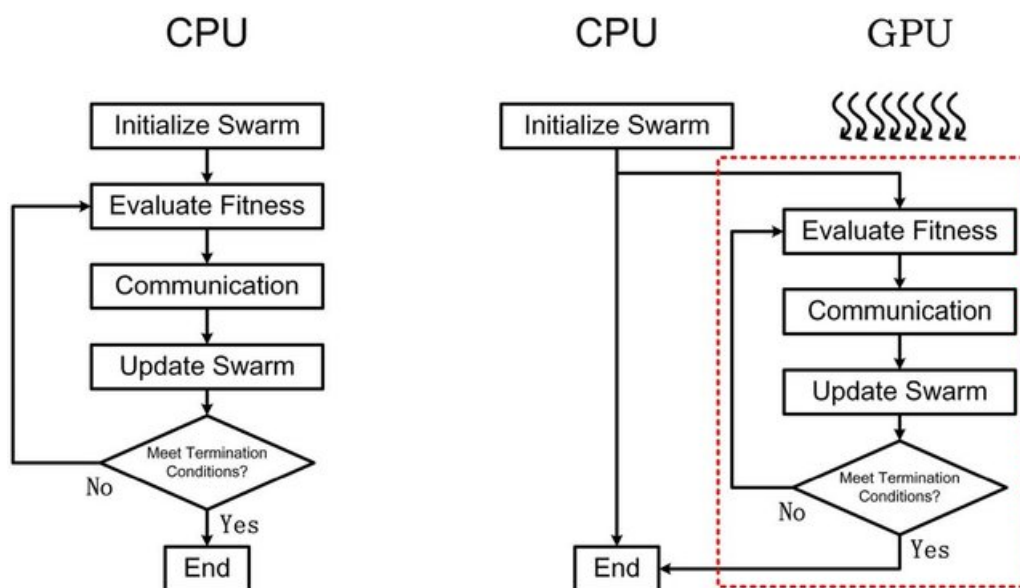 CPU
Initialize Swarm
Evaluate Fitness
Communication
Update Swarm
Meet Termination
Conditions?
No
Yes
End
CPU
GPU
Initialize Swarm
Evaluate Fitness
Communication
Update Swarm
Meet Termination
Conditions?
No
Yes
End